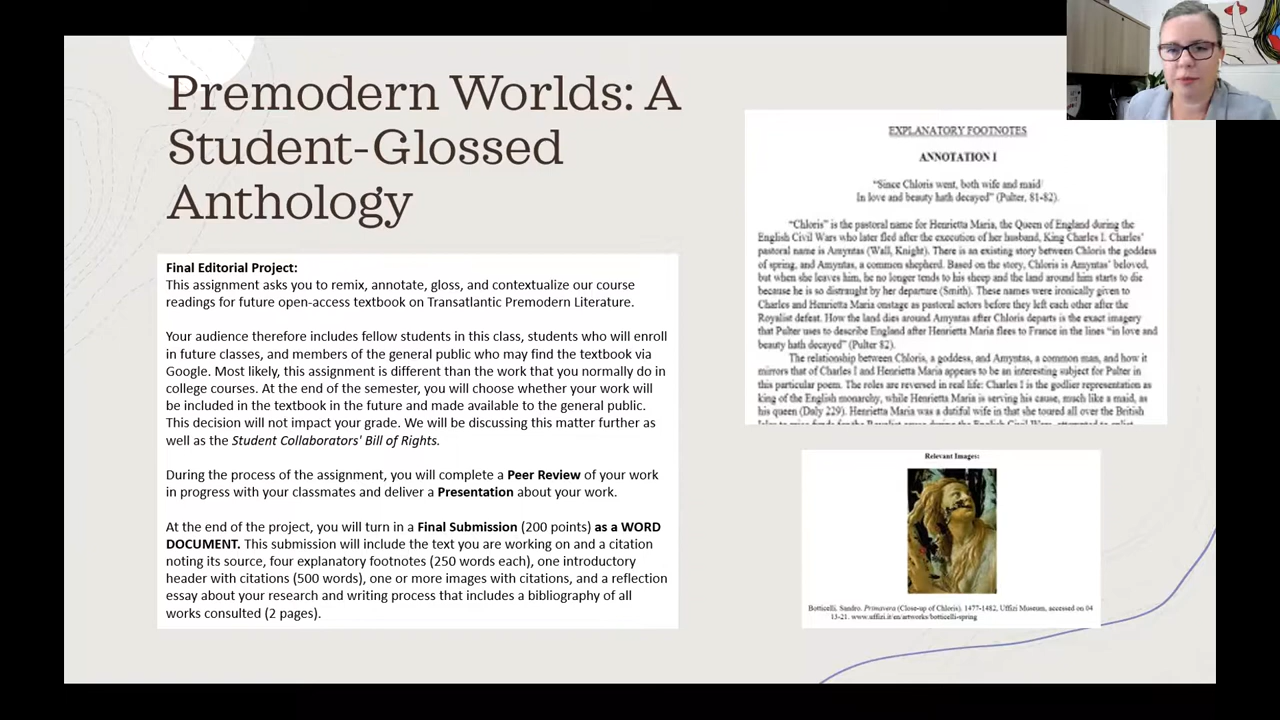 Premodern Worlds: A
Student-Glossed
Anthology
Final Editorial Project:
This assignment asks you to remix, annotate, gloss, and contextualize our course
readings for future open-access textbook on Transatlantic Premodern Literature.
Your audience therefore includes fellow students in this class, students who will enroll
in future classes, and members of the general public who may find the textbook via
Google. Most likely, this assignment is different than the work that you normally do in
college courses. At the end of the semester, you will choose whether your work will
be included in the textbook in the future and made available to the general public.
This decision will not impact your grade. We will be discussing this matter further as
well as the Student Collaborators' Bill of Rights.
During the process of the assignment, you will complete a Peer Review of your work
in progress with your classmates and deliver a Presentation about your work.
At the end of the project, you will turn in a Final Submission (200 points) as a WORD
DOCUMENT. This submission will include the text you are working on and a citation
noting its source, four explanatory footnotes (250 words each), one introductory
header with citations (500 words), one or more images with citations, and a reflection
essay about your research and writing process that includes a bibliography of all
works consulted (2 pages).
EXPLANATORY FOOTNOTES
ANNOTATION I
“Since Chloris went, both wife and maid
In love and beauty hath decayed” (Pulter, 81-82).
“Chloris” is the pastoral name for Henrietta Maria, the Queen of England during the
English Civil Wars who later fled after the execution of her husband, King Charles I. Charles’
pastoral name is Amyntas (Wall, Knight). There is an existing story between Chloris the goddess
of spring, and Amyntas, a common shepherd. Based on the story, Chloris is Amyntas’ beloved,
but when she leaves him, he no longer tends to his sheep and the land around him starts to die
because he is so distraught by her departure (Smith). These names were ironically given to
Charles and Henrietta Maria onstage as pastoral actors before they left each other after the
Royalist defeat. How the land dies around Amyntas after Chloris departs is the exact imagery
that Pulter uses to describe England after Henrietta Maria flees to France in the lines “in love and
beauty hath decayed” (Pulter 82).
The relationship between Chloris, a goddess, and Amyntas, a common man, and how it
mirrors that of Charles I and Henrietta Maria appears to be an interesting subject for Pulter in
this particular poem. The roles are reversed in real life: Charles I is the godlier representation as
king of the English monarchy, while Henrietta Maria is serving his cause, much like a maid, as
his queen (Daly 229). Henrietta Maria was a dutiful wife in that she toured all over the British
Relevant Images:
Botticelli, Sandro. Primavera (Close-up of Chloris). 1477-1482, Uffizi Museum, accessed on 04
13-21. www.uffizi.it/en/artworks/botticelli-spring